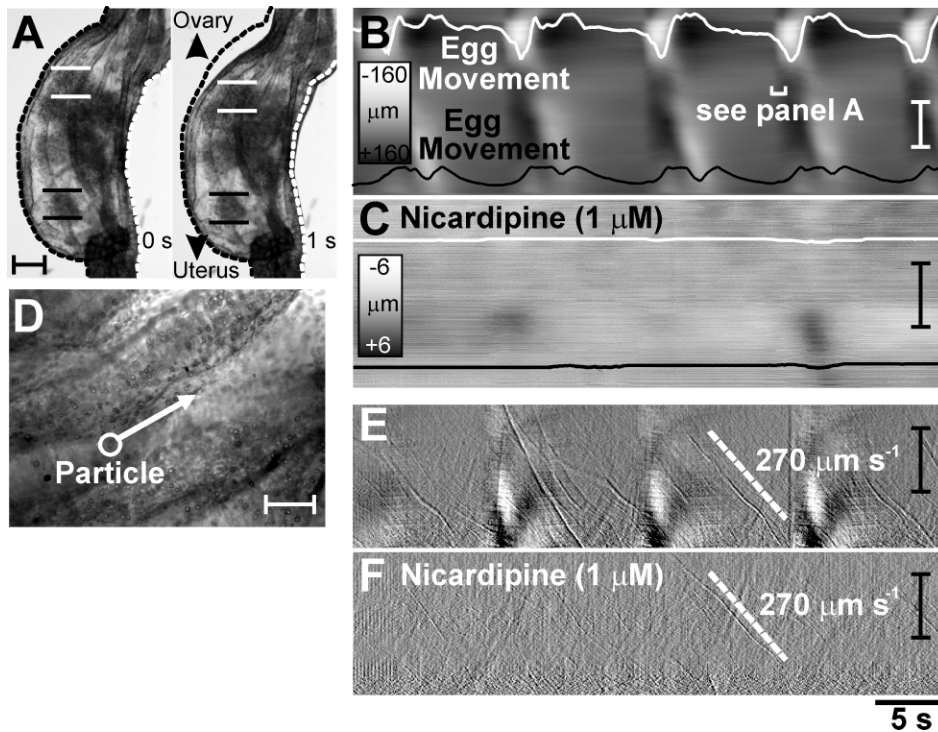 A
Ovary
0 s
Uterus
1 s
B
Egg
Movement
-160
µm
+160
Egg
Movement
see panel A
C Nicardipine (1 µM)
-6
µm
+6
D
Particle
E
270 µm s⁻¹
F Nicardipine (1 µM)
270 µm s⁻¹
5 s